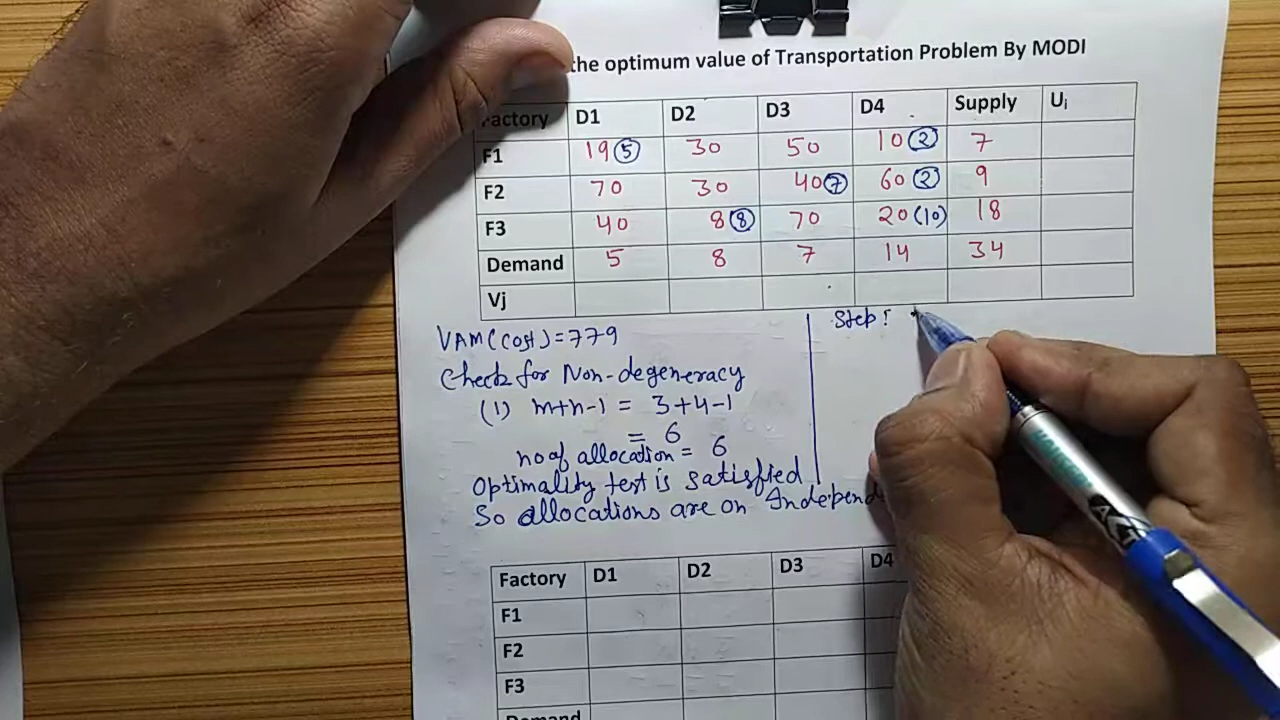 the optimum value of Transportation Problem By MODI
Factory D1 D2 D3 D4 Supply Ui
F1 19 (5) 30 50 10 (2) 7
F2 70 30 40 (7) 60 (2) 9
F3 40 8 (8) 70 20 (10) 18
Demand 5 8 7 14 34
Vj
VAM (Cost) = 779
Check for Non-degeneracy
(1) m+n-1 = 3+4-1
= 6
no of allocation = 6
Optimality test is satisfied
So allocations are on
Step:
Factory D1 D2 D3 D4
F1
F2
F3
Demand